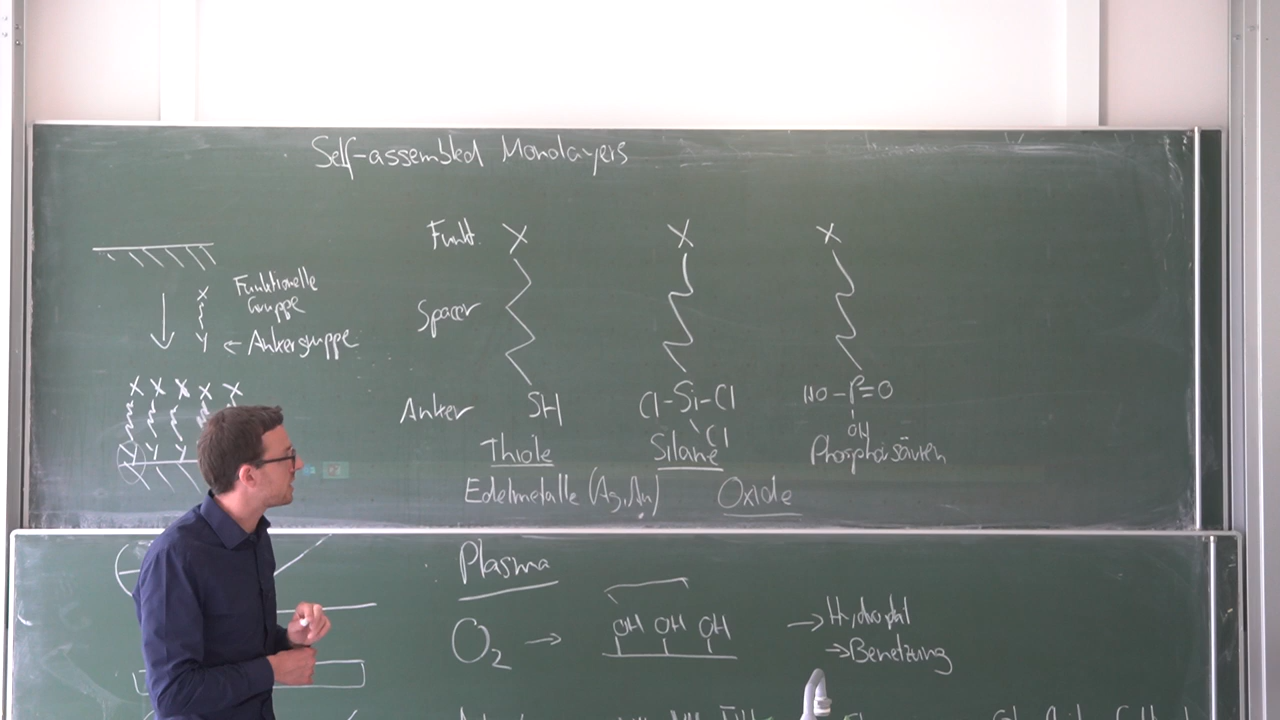 Self-assembled Monolayers
Funkt. X X X
X Funktionelle
Gruppe
Y ← Ankergruppe
Spacer
X X X X X
Y Y Y
Anker SH Cl-Si-Cl HO-P=O
Cl OH
Thiole Silane Phosphorsäuren
Edelmetalle (Ag, Au) Oxide
Plasma
O2 → OH OH OH → Hydrophil
→ Benetzung